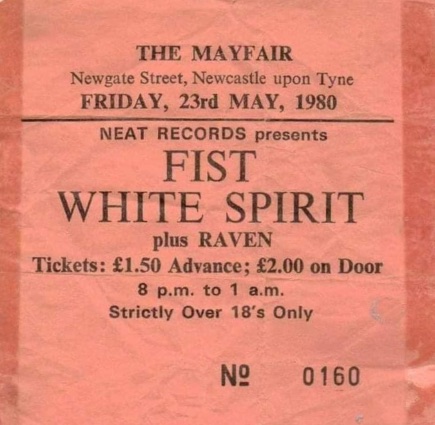 THE MAYFAIR
Newgate Street, Newcastle upon Tyne
FRIDAY, 23rd MAY, 1980
NEAT RECORDS presents
FIST
WHITE SPIRIT
plus RAVEN
Tickets: £1.50 Advance; £2.00 on Door
8 p.m. to 1 a.m.
Strictly Over 18's Only
Nº 0160